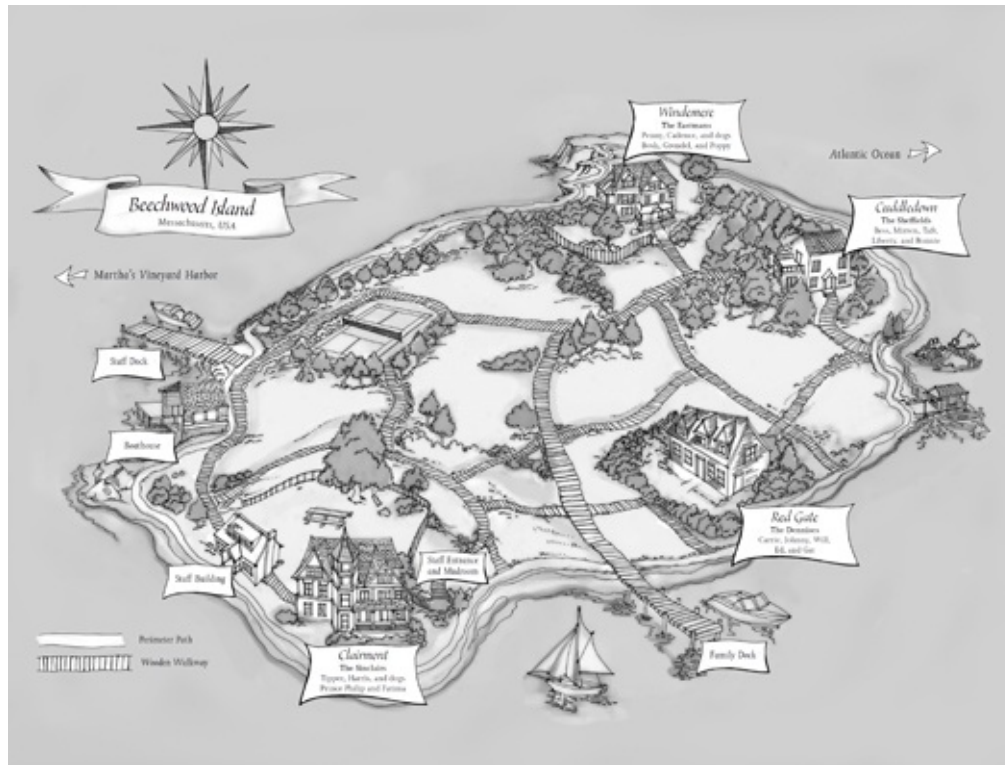 Windemere
The Eastmans
Penny, Cadence, and dogs
Bosh, Grendel, and Poppy
Atlantic Ocean
Beechwood Island
Massachusetts, USA
Cuddledown
The Sheffields
Bess, Mirren, Taft,
Liberty, and Bonnie
Martha's Vineyard Harbor
Staff Dock
Boathouse
Red Gate
The Dennises
Carrie, Johnny, Will,
Ed, and Gat
Staff Entrance
and Mudroom
Staff Building
Perimeter Path
Wooden Walkway
Clairmont
The Sinclairs
Tipper, Harris, and dogs
Prince Philip and Fatima
Family Dock